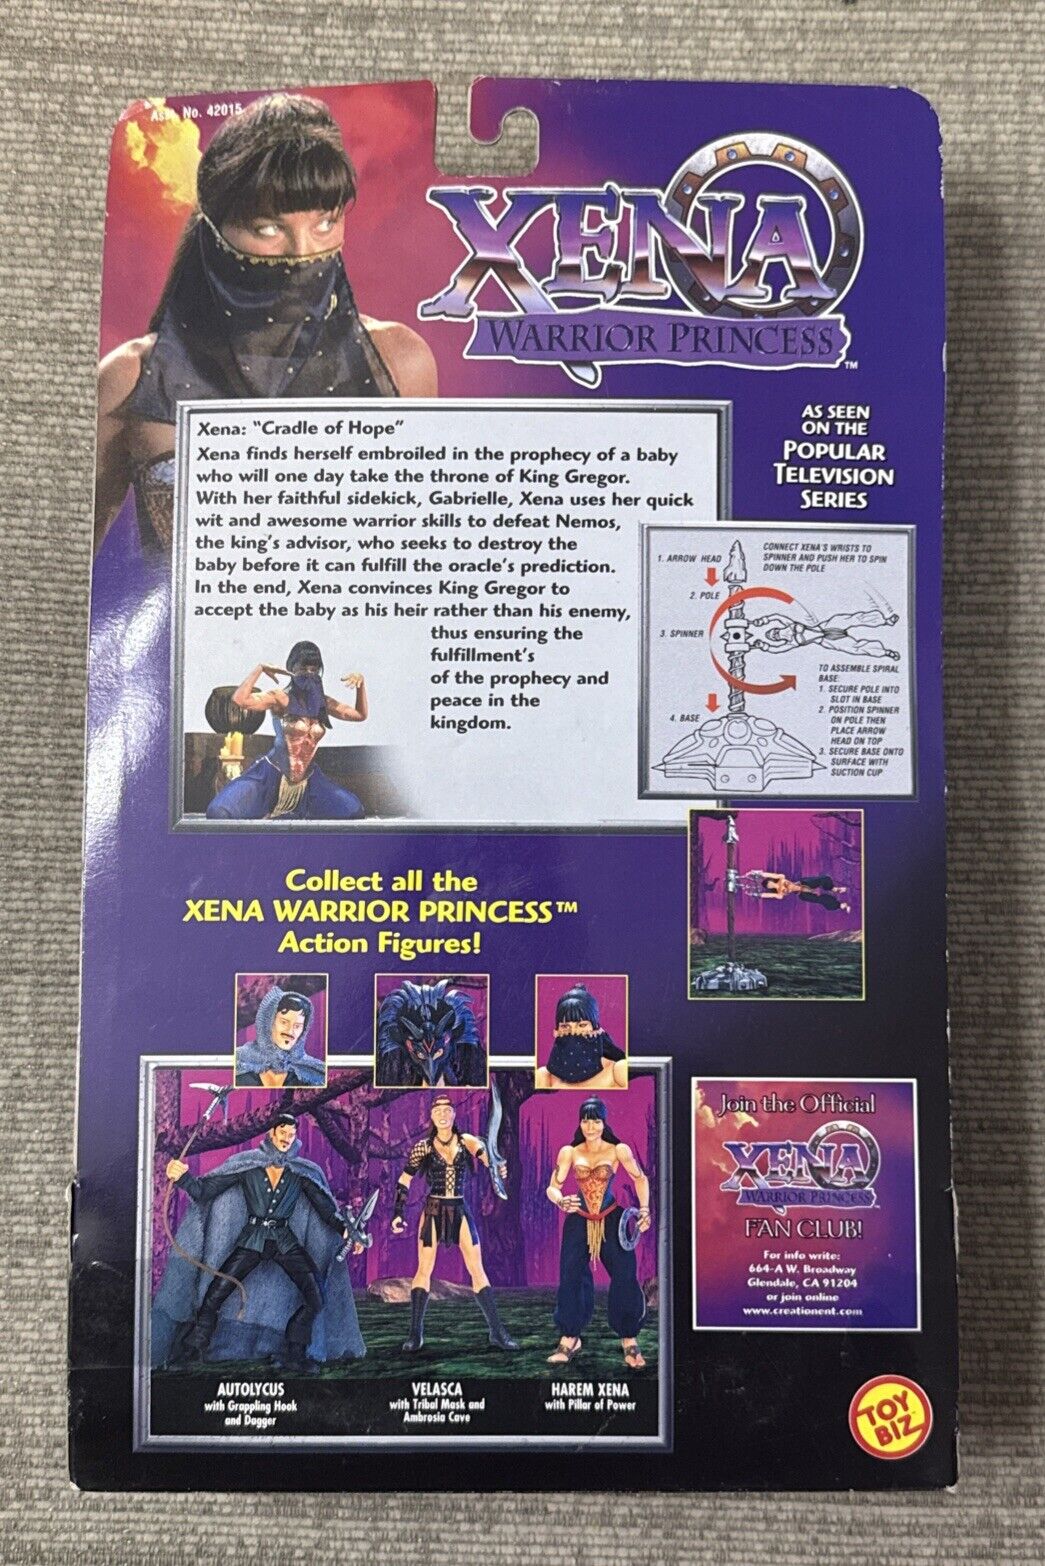 Asst. No. 42015
XENA
WARRIOR PRINCESS™
AS SEEN
ON THE
POPULAR
TELEVISION
SERIES
Xena: "Cradle of Hope"
Xena finds herself embroiled in the prophecy of a baby
who will one day take the throne of King Gregor.
With her faithful sidekick, Gabrielle, Xena uses her quick
wit and awesome warrior skills to defeat Nemos,
the king's advisor, who seeks to destroy the
baby before it can fulfill the oracle's prediction.
In the end, Xena convinces King Gregor to
accept the baby as his heir rather than his enemy,
thus ensuring the
fulfillment's
of the prophecy and
peace in the
kingdom.
CONNECT XENA'S WRISTS TO
SPINNER AND PUSH HER TO SPIN
DOWN THE POLE
1. ARROW HEAD
2. POLE
3. SPINNER
4. BASE
TO ASSEMBLE SPIRAL
BASE:
1. SECURE POLE INTO
SLOT IN BASE
2. POSITION SPINNER
ON POLE THEN
PLACE ARROW
HEAD ON TOP
3. SECURE BASE ONTO
SURFACE WITH
SUCTION CUP
Collect all the
XENA WARRIOR PRINCESS™
Action Figures!
AUTOLYCUS
with Grappling Hook
and Dagger
VELASCA
with Tribal Mask and
Ambrosia Cave
HAREM XENA
with Pillar of Power
Join the Official
XENA
WARRIOR PRINCESS
FAN CLUB!
For info write:
664-A W. Broadway
Glendale, CA 91204
or join online
www.creationent.com
TOY
BIZ